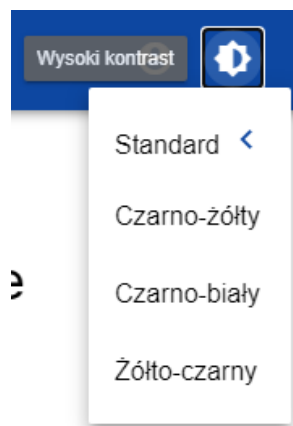 Wysoki kontrast
Standard
Czarno-żółty
e
Czarno-biały
Żółto-czarny